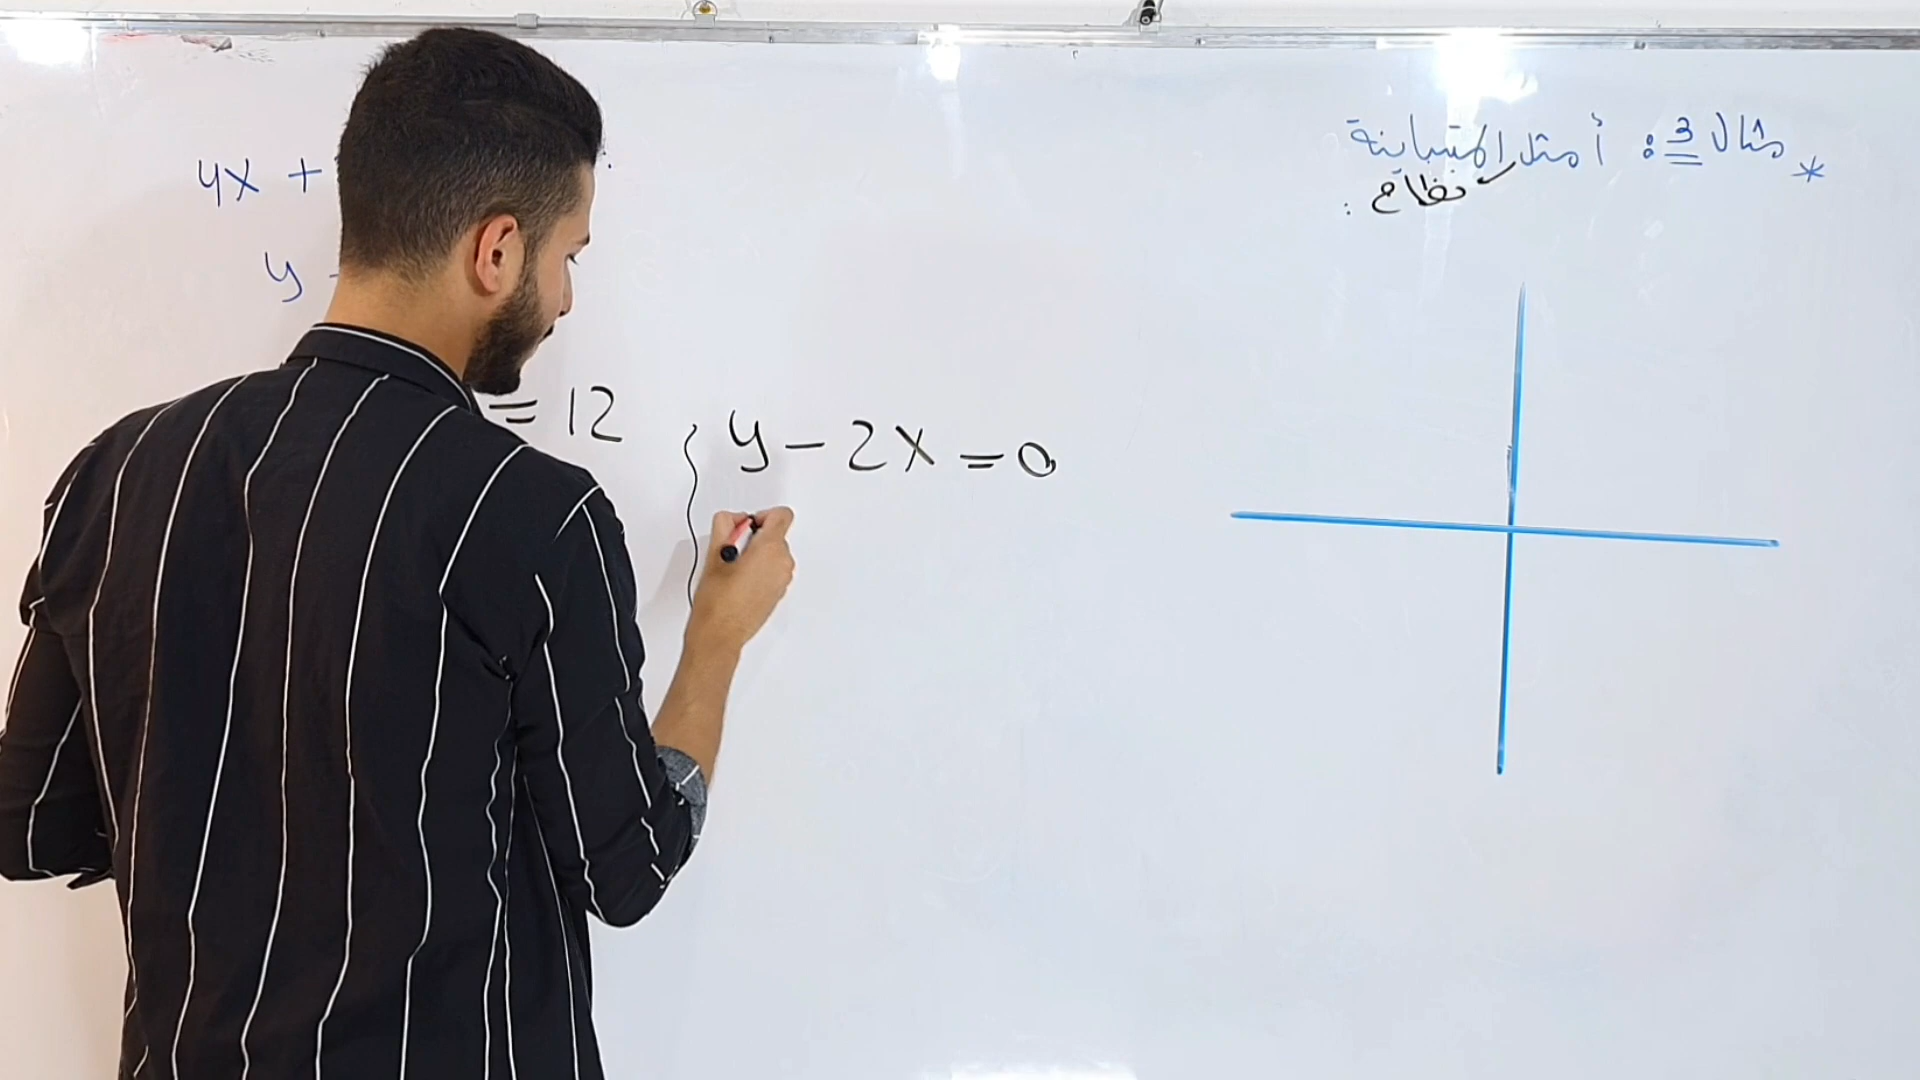 * مثال 3: أمثل المتباينة
نظام :
4x +
y -
= 12
y - 2x = 0